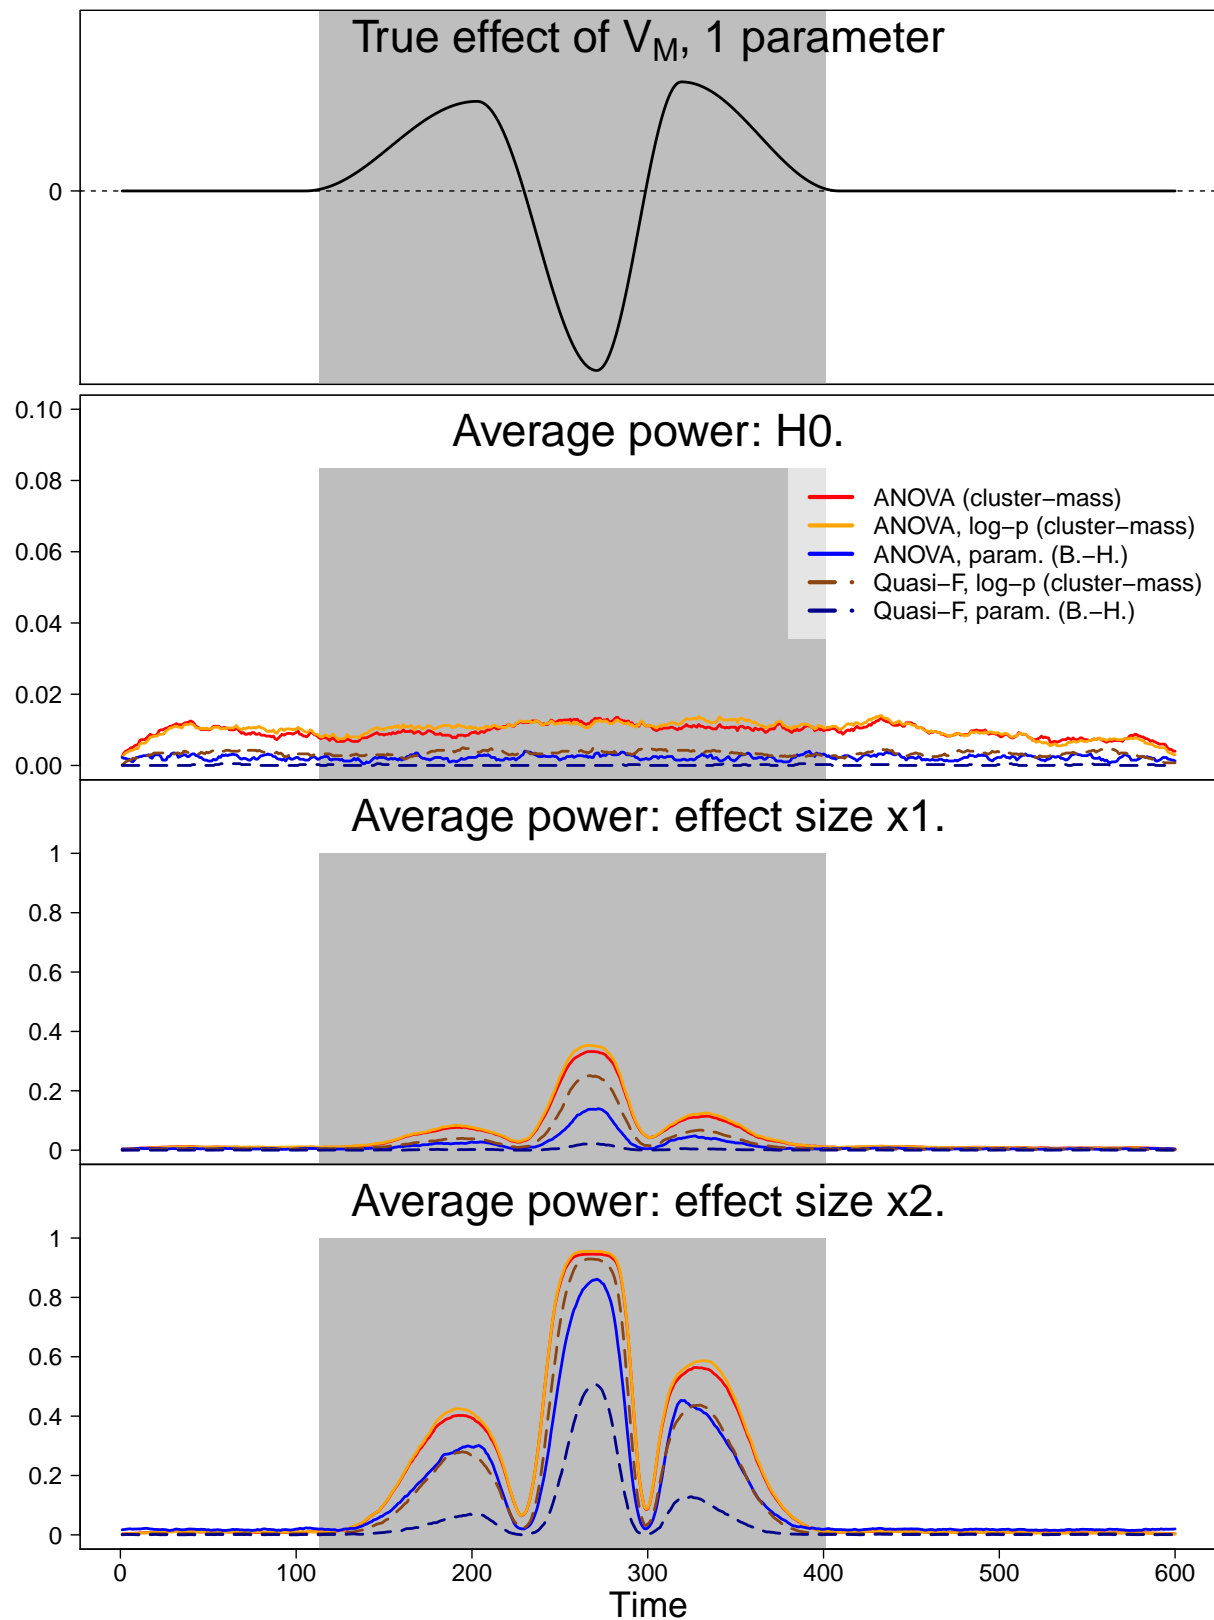 True effect of VM, 1 parameter
0
Average power: H0.
0.10
0.08
0.06
0.04
0.02
0.00
ANOVA (cluster−mass)
ANOVA, log−p (cluster−mass)
ANOVA, param. (B.−H.)
Quasi−F, log−p (cluster−mass)
Quasi−F, param. (B.−H.)
Average power: effect size x1.
1
0.8
0.6
0.4
0.2
0
Average power: effect size x2.
1
0.8
0.6
0.4
0.2
0
0 100 200 300 400 500 600
Time